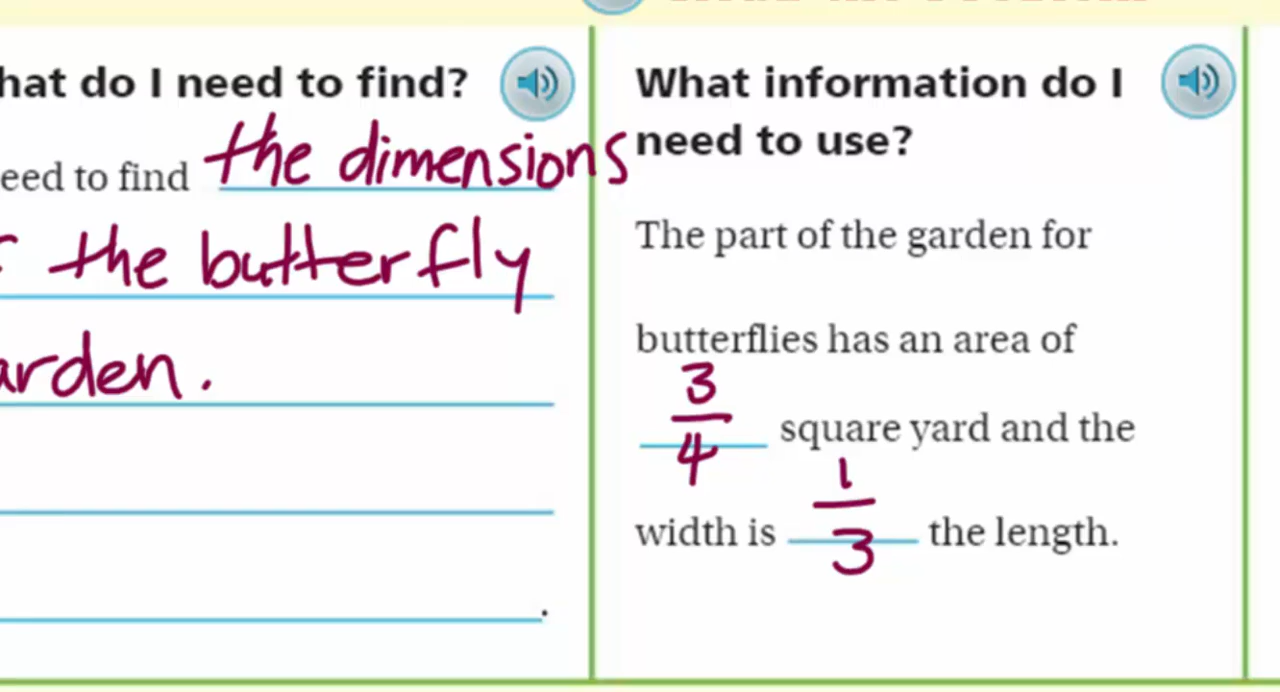 hat do I need to find?
eed to find the dimensions
the butterfly
arden.
.
What information do I
need to use?
The part of the garden for
butterflies has an area of
3/4 square yard and the
width is 1/3 the length.